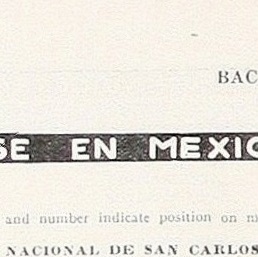 BAC
SE EN MEXIC
and number indicate position on m
NACIONAL DE SAN CARLOS